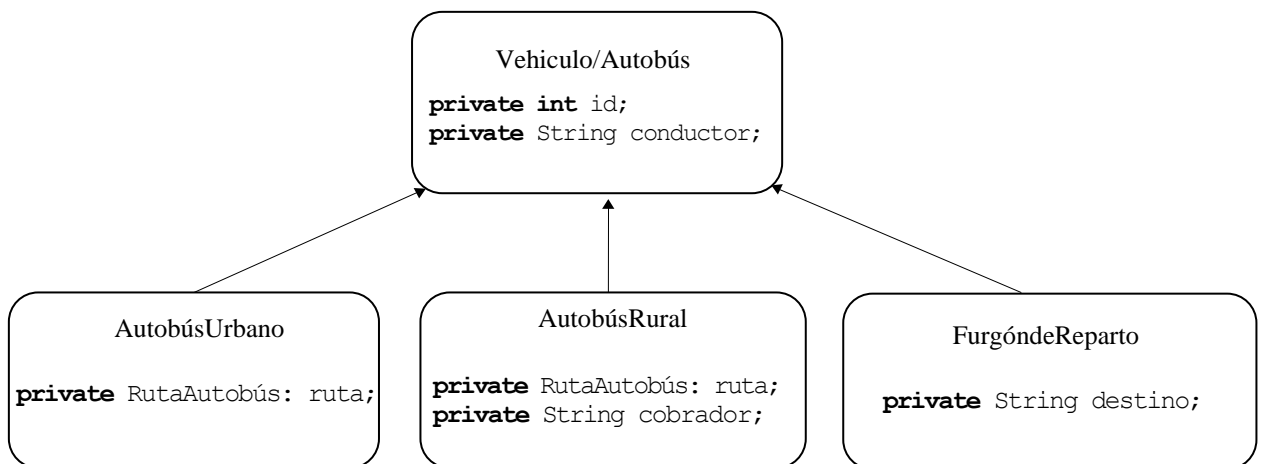 Vehiculo/Autobús
private int id;
private String conductor;
AutobúsUrbano
private RutaAutobús: ruta;
AutobúsRural
private RutaAutobús: ruta;
private String cobrador;
FurgóndeReparto
private String destino;